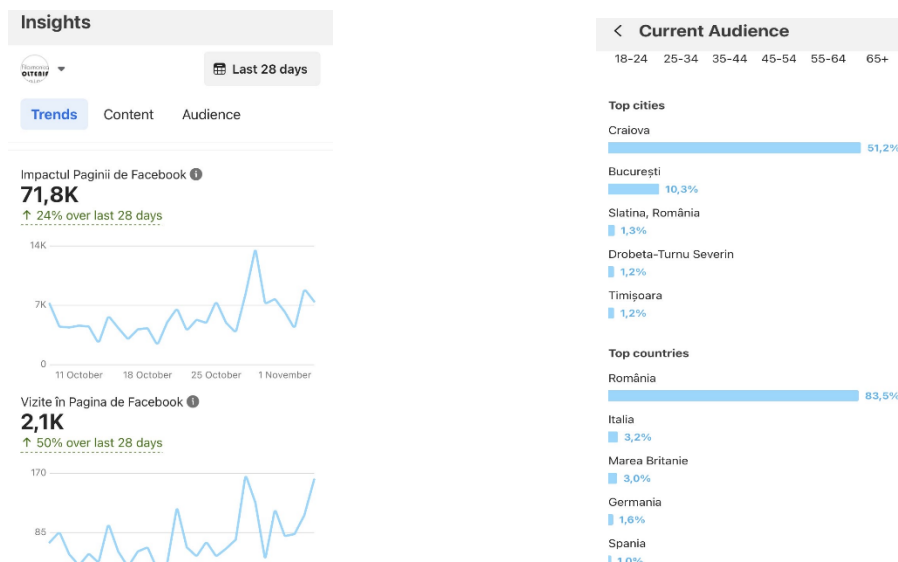 Insights
OLTENIE
Last 28 days
Trends Content Audience
Impactul Paginii de Facebook
71,8K
↑ 24% over last 28 days
14K
7K
0
11 October 18 October 25 October 1 November
Vizite în Pagina de Facebook
2,1K
↑ 50% over last 28 days
170
85
< Current Audience
18-24 25-34 35-44 45-54 55-64 65+
Top cities
Craiova
51,2%
București
10,3%
Slatina, România
1,3%
Drobeta-Turnu Severin
1,2%
Timișoara
1,2%
Top countries
România
83,5%
Italia
3,2%
Marea Britanie
3,0%
Germania
1,6%
Spania
1,0%